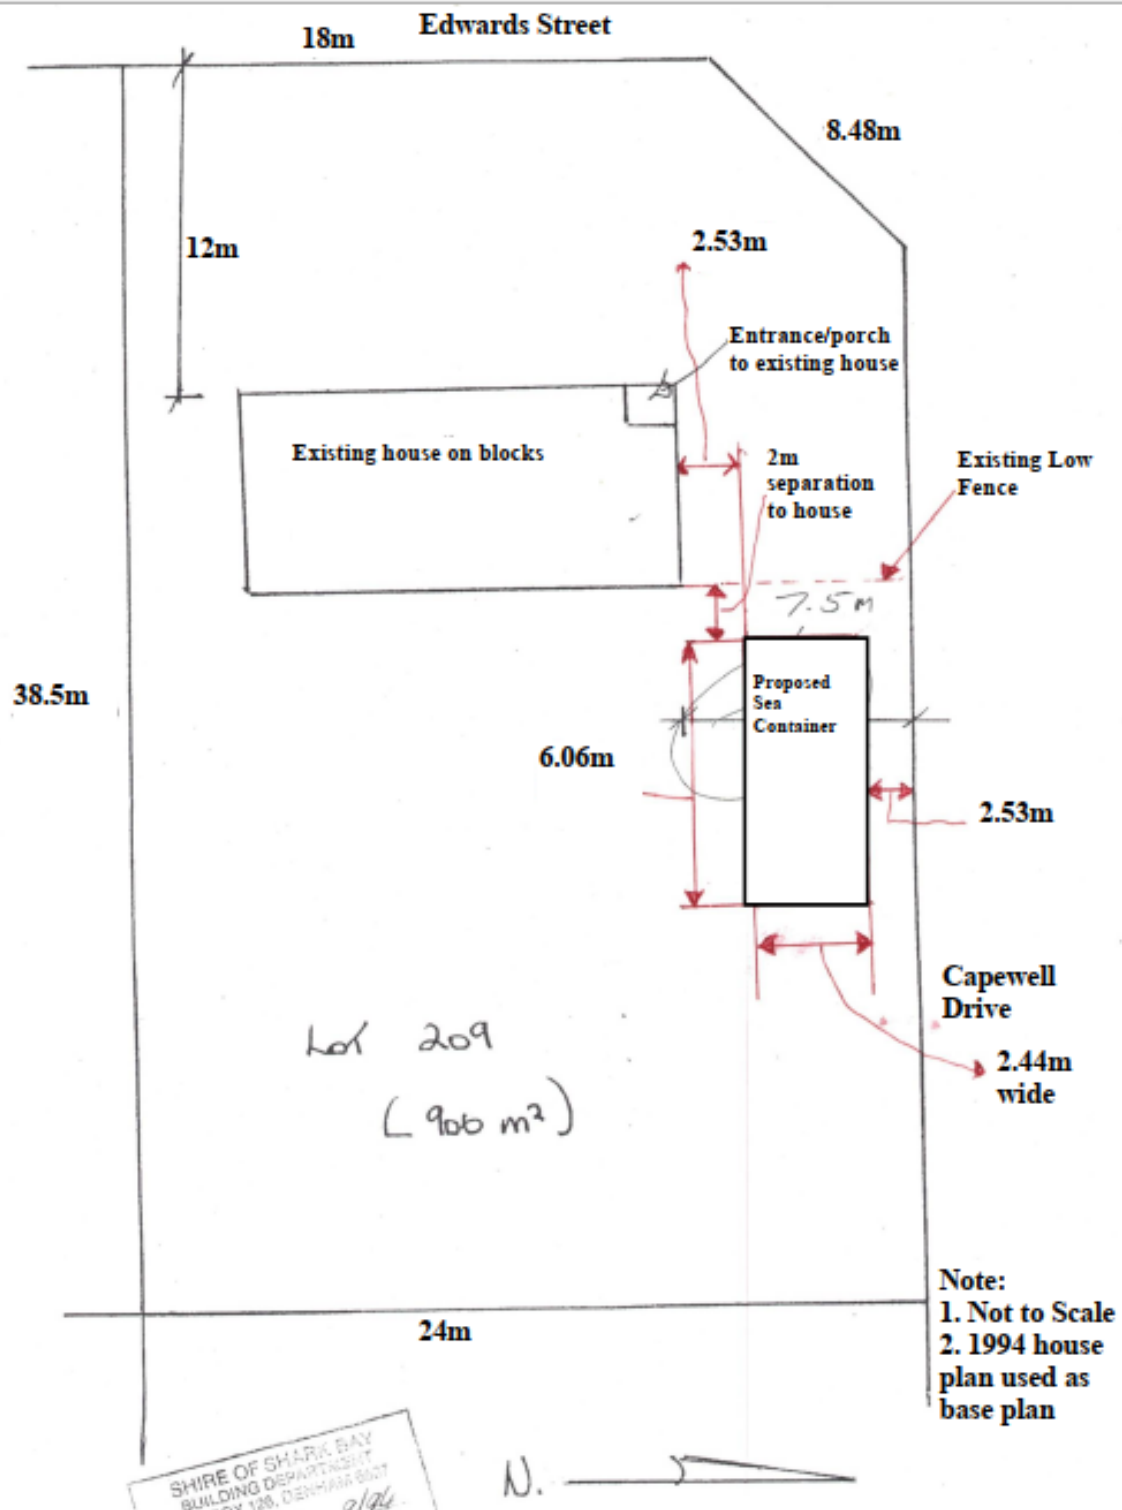 Edwards Street
18m
8.48m
12m
2.53m
Entrance/porch
to existing house
Existing house on blocks
2m
separation
to house
Existing Low
Fence
7.5m
38.5m
Proposed
Sea
Container
6.06m
2.53m
Capewell
Drive
2.44m
wide
Lot 209
(900 m²)
Note:
1. Not to Scale
2. 1994 house
plan used as
base plan
24m
SHIRE OF SHARK BAY
BUILDING DEPARTMENT
126, DENHAM 6537
N.